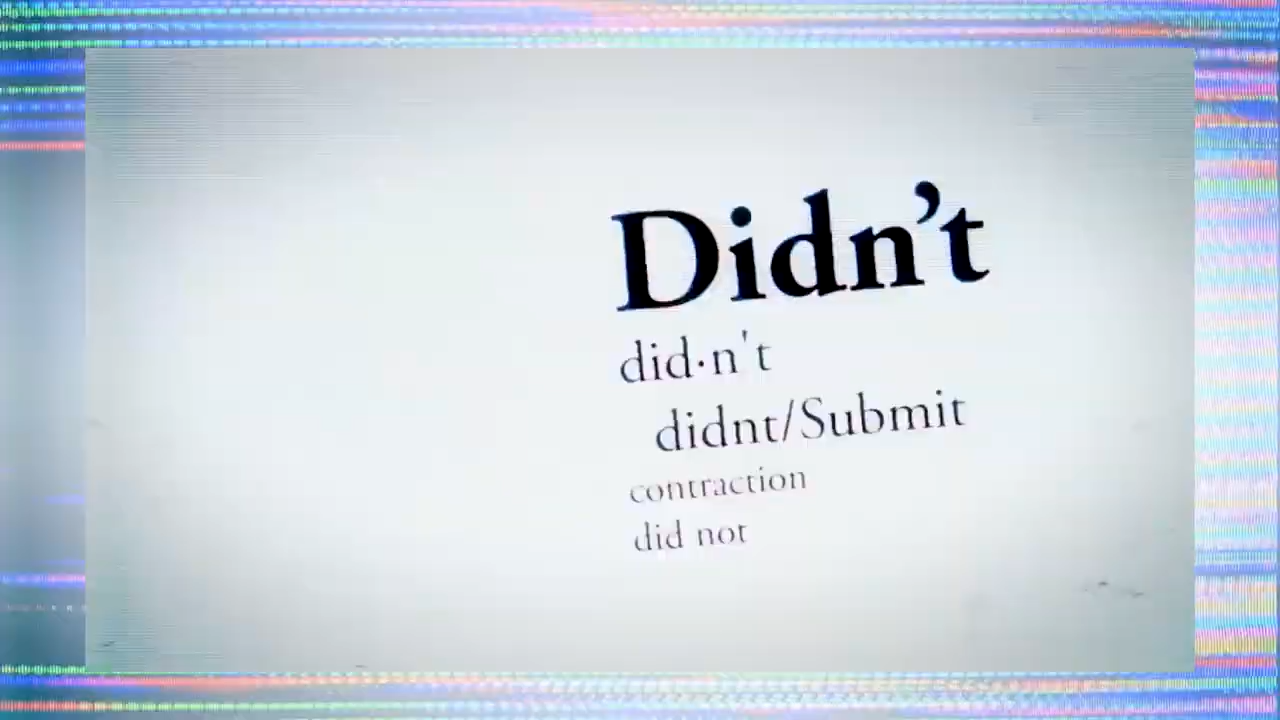 Didn’t
did·n't
didnt/Submit
contraction
did not